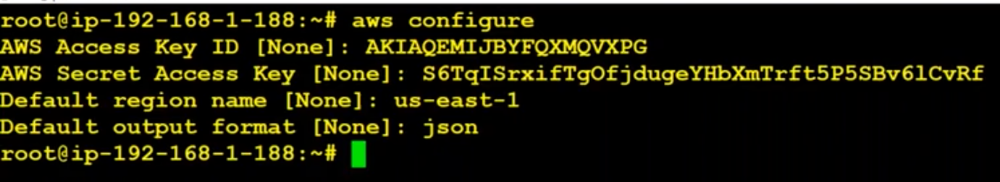 root@ip-192-168-1-188:~# aws configure
AWS Access Key ID [None]: AKIAQEMIJBYFQXMQVXPG
AWS Secret Access Key [None]: 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
Default region name [None]: us-east-1
Default output format [None]: json
root@ip-192-168-1-188:~#